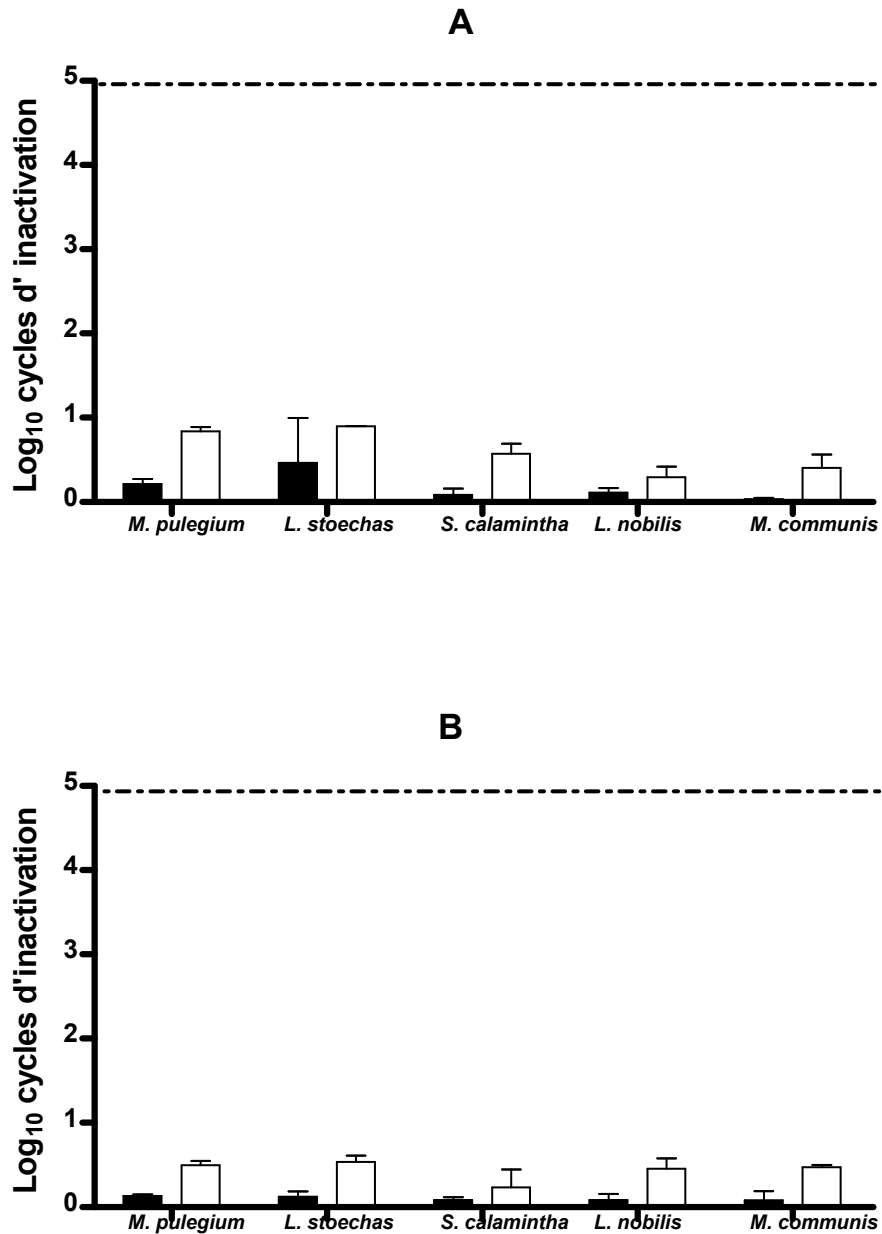 A
Log10 cycles d' inactivation
5
4
3
2
1
0
M. pulegium L. stoechas S. calamintha L. nobilis M. communis
B
Log10 cycles d'inactivation
5
4
3
2
1
0
M. pulegium L. stoechas S. calamintha L. nobilis M. communis